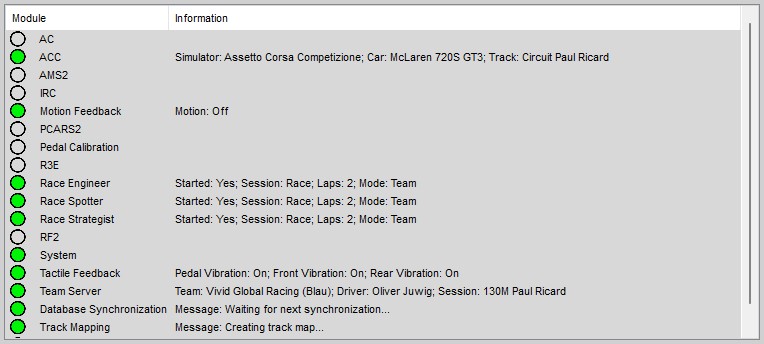 Module Information
AC
ACC Simulator: Assetto Corsa Competizione; Car: McLaren 720S GT3; Track: Circuit Paul Ricard
AMS2
IRC
Motion Feedback Motion: Off
PCARS2
Pedal Calibration
R3E
Race Engineer Started: Yes; Session: Race; Laps: 2; Mode: Team
Race Spotter Started: Yes; Session: Race; Laps: 2; Mode: Team
Race Strategist Started: Yes; Session: Race; Laps: 2; Mode: Team
RF2
System
Tactile Feedback Pedal Vibration: On; Front Vibration: On; Rear Vibration: On
Team Server Team: Vivid Global Racing (Blau); Driver: Oliver Juwig; Session: 130M Paul Ricard
Database Synchronization Message: Waiting for next synchronization...
Track Mapping Message: Creating track map...